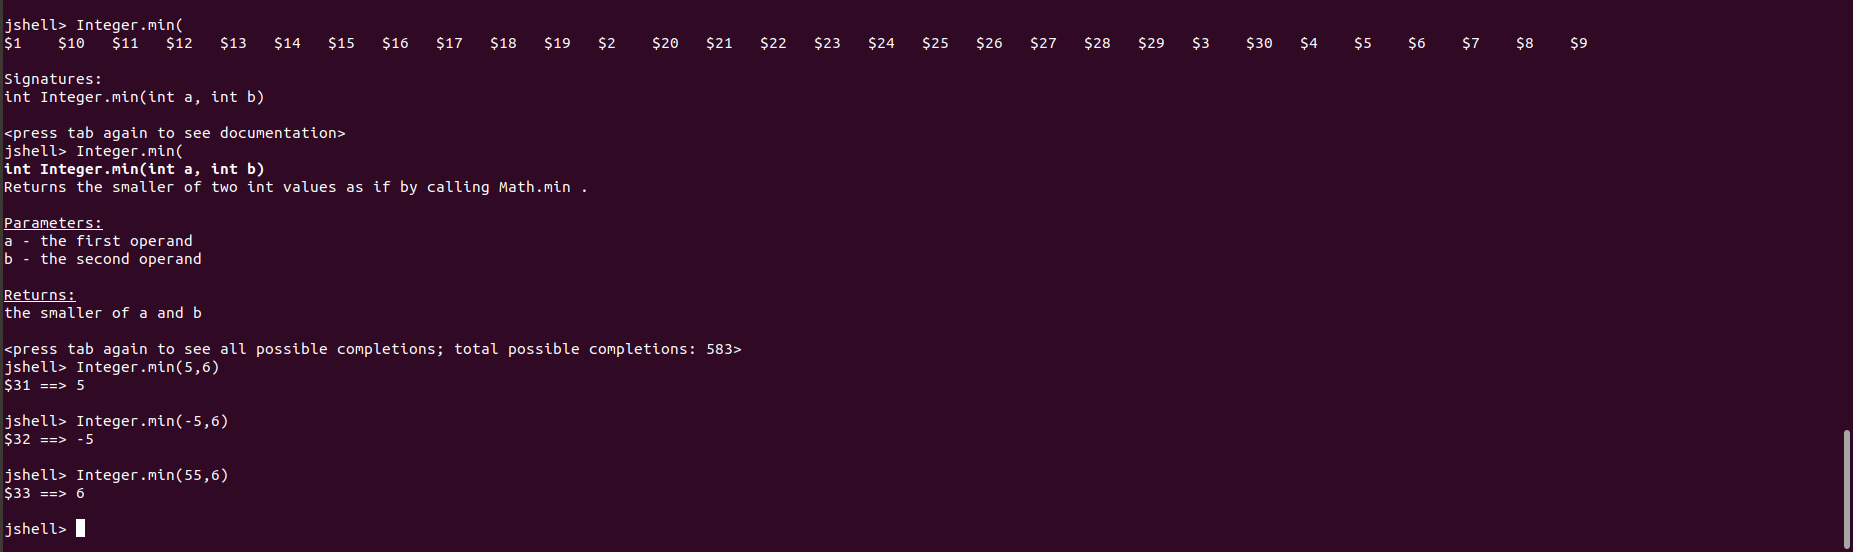 jshell> Integer.min(
$1 $10 $11 $12 $13 $14 $15 $16 $17 $18 $19 $2 $20 $21 $22 $23 $24 $25 $26 $27 $28 $29 $3 $30 $4 $5 $6 $7 $8 $9
Signatures:
int Integer.min(int a, int b)
<press tab again to see documentation>
jshell> Integer.min(
int Integer.min(int a, int b)
Returns the smaller of two int values as if by calling Math.min .
Parameters:
a - the first operand
b - the second operand
Returns:
the smaller of a and b
<press tab again to see all possible completions; total possible completions: 583>
jshell> Integer.min(5,6)
$31 ==> 5
jshell> Integer.min(-5,6)
$32 ==> -5
jshell> Integer.min(55,6)
$33 ==> 6
jshell>